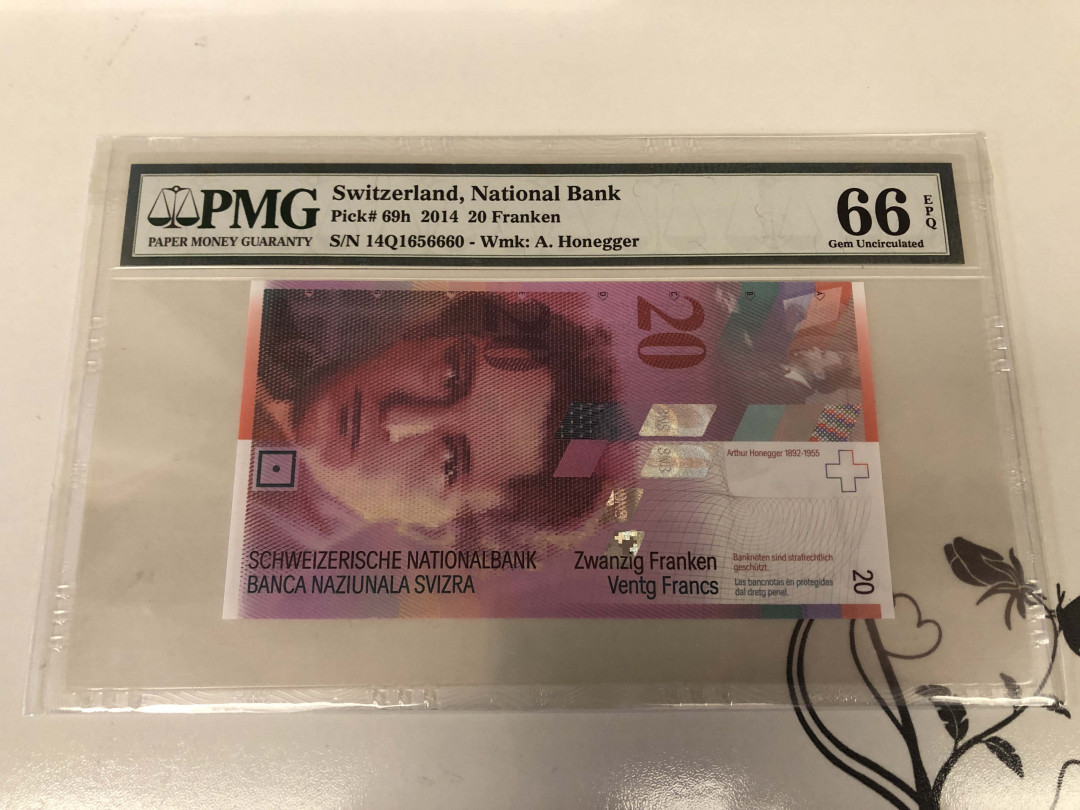 PMG
PAPER MONEY GUARANTY
Switzerland, National Bank
Pick# 69h 2014 20 Franken
S/N 14Q1656660 - Wmk: A. Honegger
66
EPQ
Gem Uncirculated
20
SNB
Arthur Honegger 1892-1955
SCHWEIZERISCHE NATIONALBANK
BANCA NAZIUNALA SVIZRA
Zwanzig Franken
Ventg Francs
Banknoten sind strafrechtlich
geschützt.
Las bancnotas èn protegidas
dal dretg penal.
20